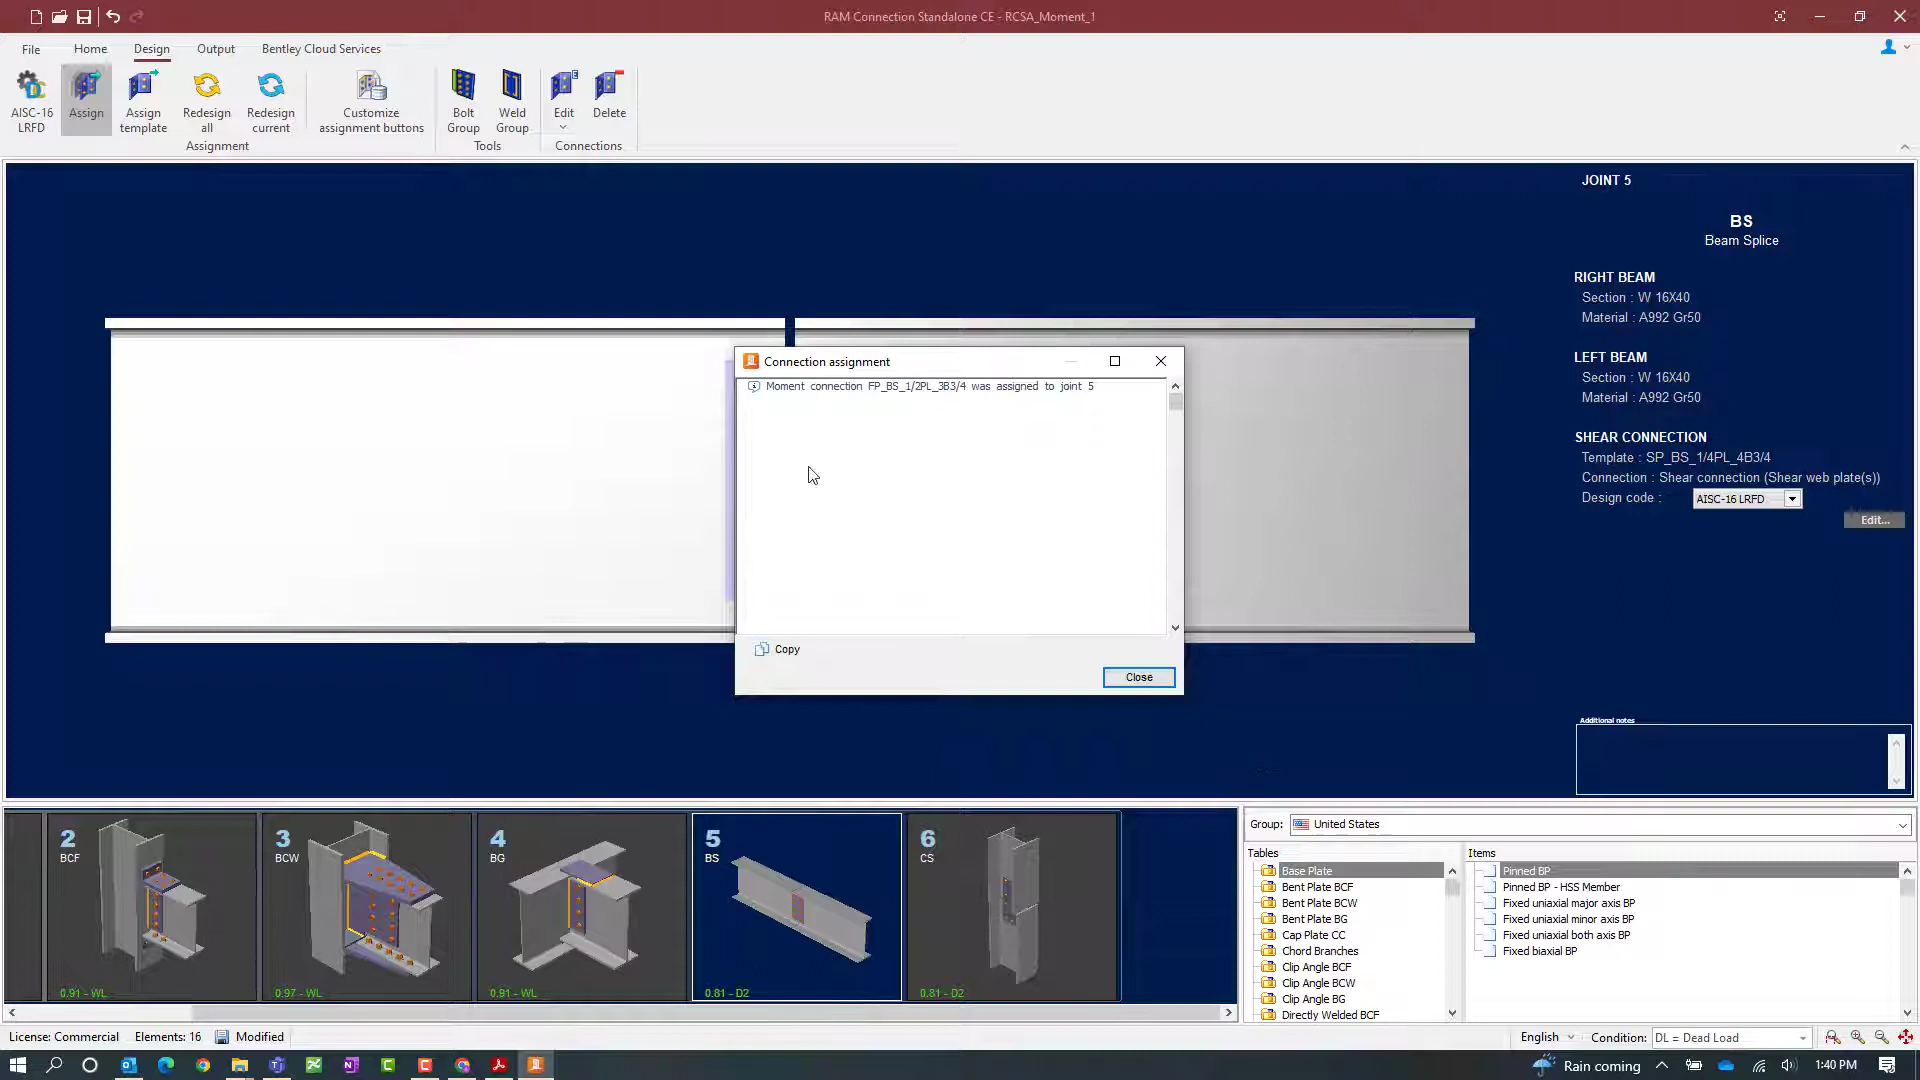 RAM Connection Standalone CE - RCSA_Moment_1
File Home Design Output Bentley Cloud Services
AISC-16 LRFD
Assign
Assign template
Redesign all
Redesign current
Customize assignment buttons
Bolt Group
Weld Group
Edit
Delete
Assignment Tools Connections
JOINT 5
BS
Beam Splice
RIGHT BEAM
Section : W 16X40
Material : A992 Gr50
LEFT BEAM
Section : W 16X40
Material : A992 Gr50
SHEAR CONNECTION
Template : SP_BS_1/4PL_4B3/4
Connection : Shear connection (Shear web plate(s))
Design code : AISC-16 LRFD
Edit...
Additional notes
Connection assignment
Moment connection FP_BS_1/2PL_3B3/4 was assigned to joint 5
Copy
Close
2 BCF 0.91 - WL
3 BCW 0.97 - WL
4 BG 0.91 - WL
5 BS 0.81 - D2
6 CS 0.81 - D2
Group: United States
Tables
Base Plate
Bent Plate BCF
Bent Plate BCW
Bent Plate BG
Cap Plate CC
Chord Branches
Clip Angle BCF
Clip Angle BCW
Clip Angle BG
Directly Welded BCF
Items
Pinned BP
Pinned BP - HSS Member
Fixed uniaxial major axis BP
Fixed uniaxial minor axis BP
Fixed uniaxial both axis BP
Fixed biaxial BP
License: Commercial Elements: 16 Modified
English Condition: DL = Dead Load
Rain coming 1:40 PM